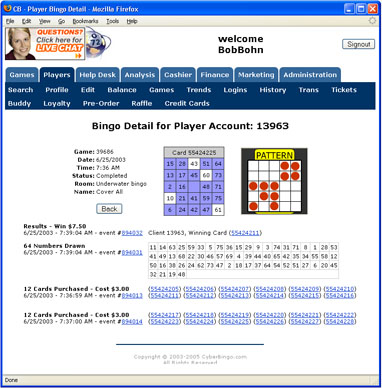 CB - Player Bingo Detail - Mozilla Firefox
File Edit View Go Bookmarks Tools Help
QUESTIONS?
Click here for
LIVE CHAT
welcome
BobBohn
Signout
Games Players Help Desk Analysis Cashier Finance Marketing Administration
Search Profile Edit Balance Games Trends Logins History Trans Tickets
Buddy Loyalty Pre-Order Raffle Credit Cards
Bingo Detail for Player Account: 13963
Game: 39686
Date: 6/25/2003
Time: 7:36 AM
Status: Completed
Room: Underwater bingo
Name: Cover All
Back
Card 55424225
15 28 43 51 64
13 17 45 60 73
2 16 48 71
10 21 41 59 75
6 24 42 47 61
PATTERN
Results - Win $7.50
6/25/2003 - 7:39:04 AM - event #894032 Client 13963, Winning Card (55424211)
64 Numbers Drawn
6/25/2003 - 7:39:04 AM - event #894031
11 14 63 25 59 33 5 75 36 15 29 9 3 74 31 71 8 1 28 53
41 49 13 68 22 30 46 57 69 4 39 44 40 65 42 35 34 55 58 12
50 16 38 26 24 62 73 47 2 18 17 37 64 54 52 51 27 6 20 45
32 21 19 48
12 Cards Purchased - Cost $3.00
6/25/2003 - 7:36:59 AM - event #894013
(55424205) (55424206) (55424207) (55424208) (55424209) (55424210)
(55424211) (55424212) (55424213) (55424214) (55424215) (55424216)
12 Cards Purchased - Cost $3.00
6/25/2003 - 7:37:00 AM - event #894014
(55424217) (55424218) (55424219) (55424220) (55424221) (55424222)
(55424223) (55424224) (55424225) (55424226) (55424227) (55424228)
Copyright © 2003-2005 CyberBingo.com
All Rights Reserved
Done